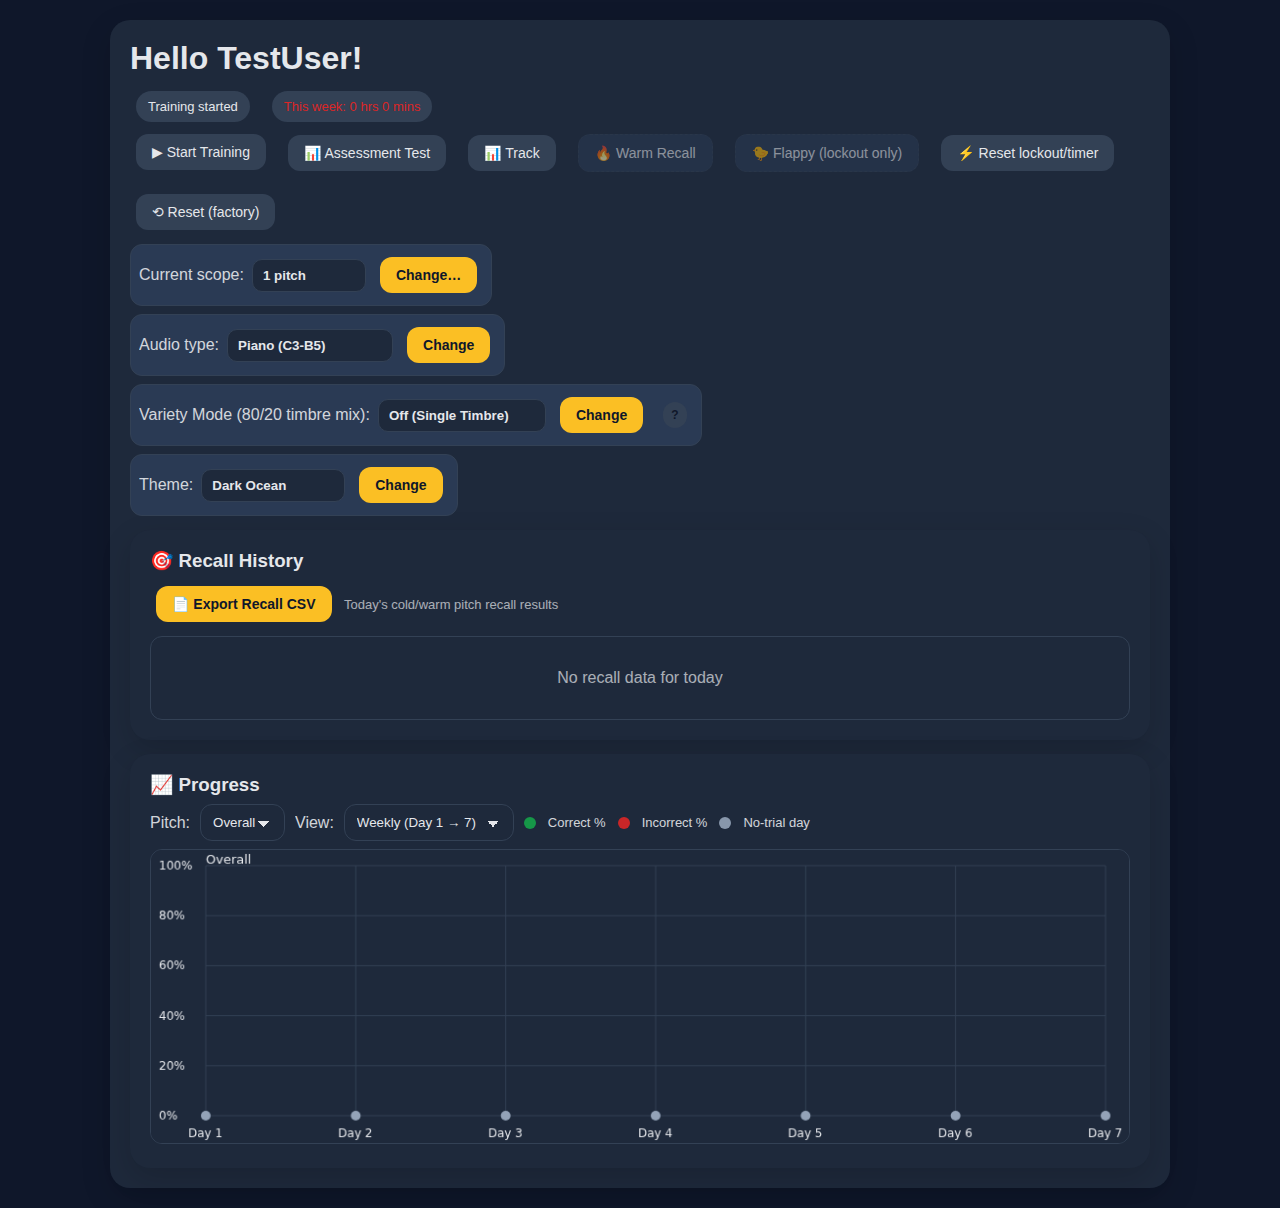 Hello TestUser!
Training started This week: 0 hrs 0 mins
▶ Start Training 📊 Assessment Test 📊 Track 🔥 Warm Recall 🐤 Flappy (lockout only) ⚡ Reset lockout/timer
⟲ Reset (factory)
Current scope: 1 pitch Change…
Audio type: Piano (C3-B5) Change
Variety Mode (80/20 timbre mix): Off (Single Timbre) Change ?
Theme: Dark Ocean Change
🎯 Recall History
📄 Export Recall CSV Today's cold/warm pitch recall results
No recall data for today
📈 Progress
Pitch: Overall View: Weekly (Day 1 → 7) Correct % Incorrect % No-trial day
Overall
100%
80%
60%
40%
20%
0%
Day 1 Day 2 Day 3 Day 4 Day 5 Day 6 Day 7